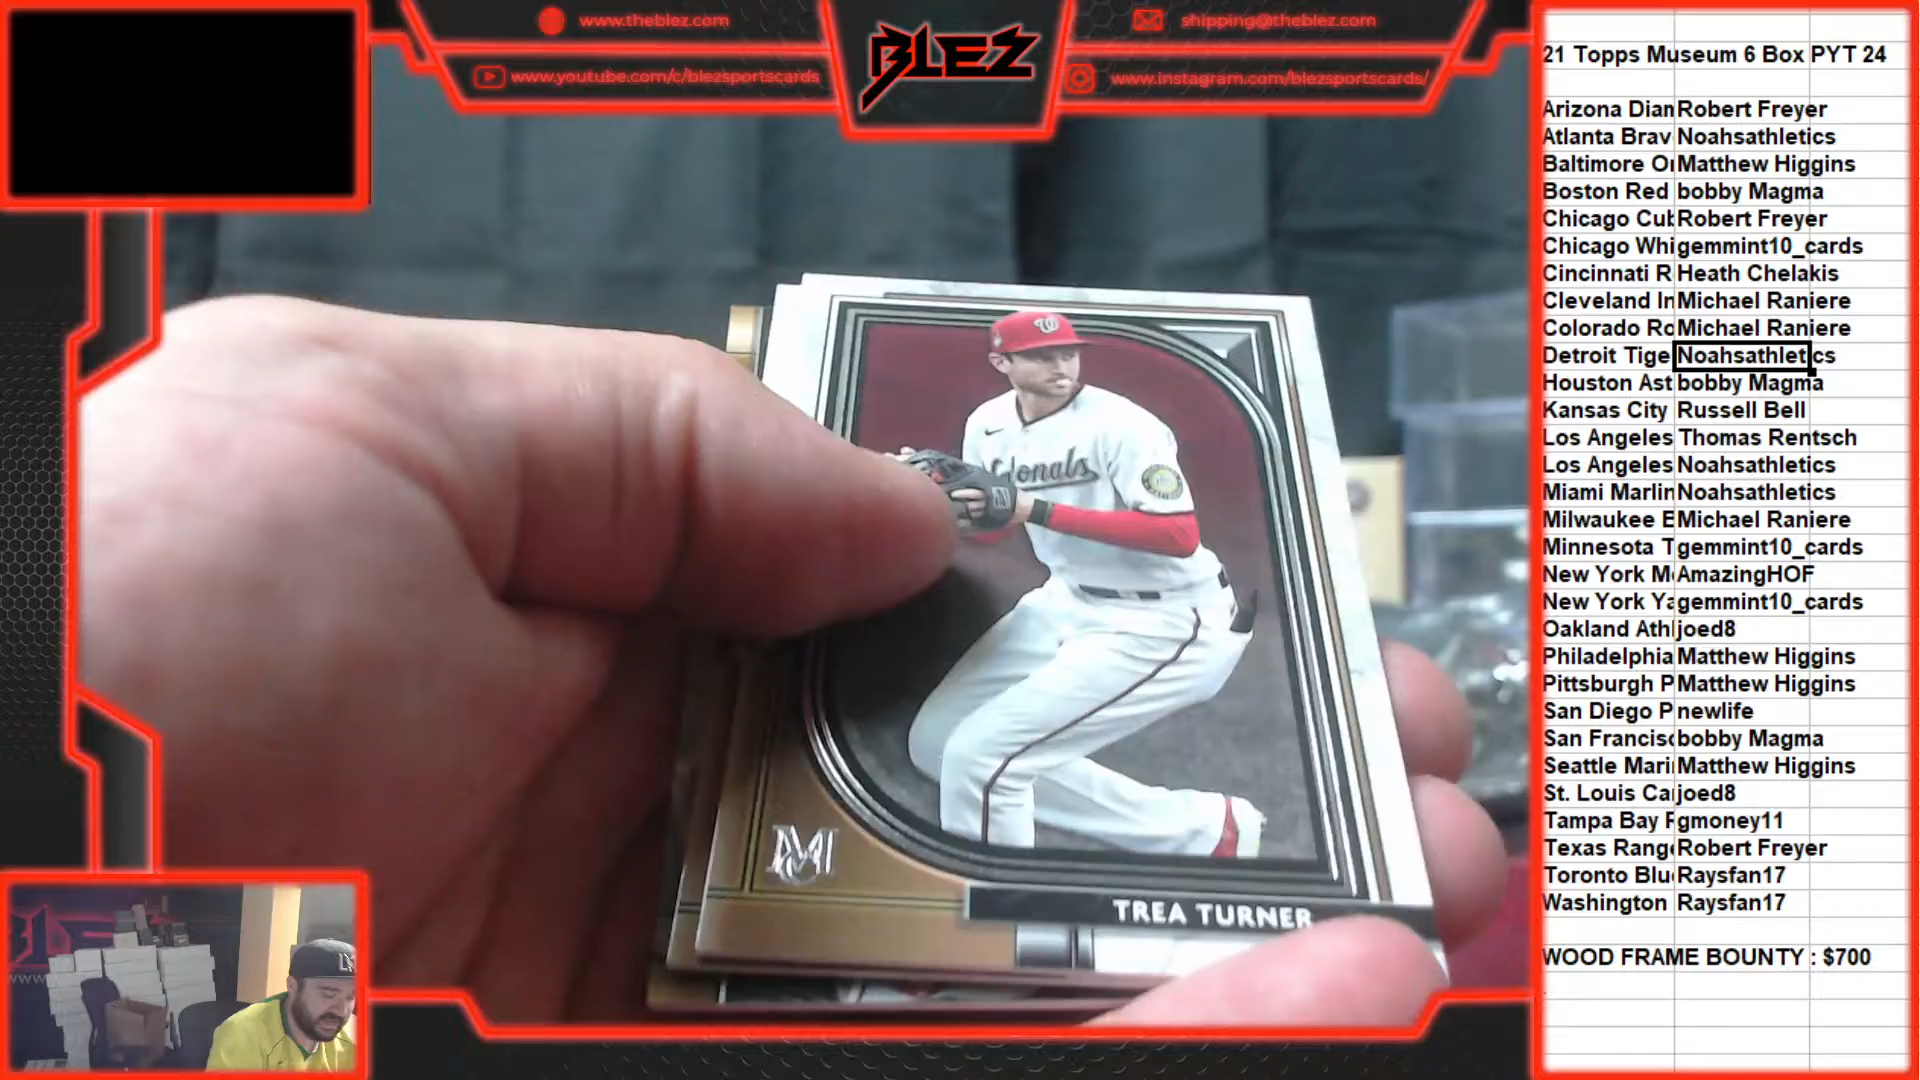 www.theblez.com
shipping@theblez.com
BLEZ
www.youtube.com/c/blezsportscards
www.instagram.com/blezsportscards/
21 Topps Museum 6 Box PYT 24
Arizona Diam Robert Freyer
Atlanta Brav Noahsathletics
Baltimore Or Matthew Higgins
Boston Red bobby Magma
Chicago Cub Robert Freyer
Chicago Whi gemmint10_cards
Cincinnati R Heath Chelakis
Cleveland In Michael Raniere
Colorado Ro Michael Raniere
Detroit Tige Noahsathletics
Houston Ast bobby Magma
Kansas City Russell Bell
Los Angeles Thomas Rentsch
Los Angeles Noahsathletics
Miami Marlin Noahsathletics
Milwaukee B Michael Raniere
Minnesota T gemmint10_cards
New York Me AmazingHOF
New York Ya gemmint10_cards
Oakland Athl joed8
Philadelphia Matthew Higgins
Pittsburgh P Matthew Higgins
San Diego P newlife
San Francisc bobby Magma
Seattle Mari Matthew Higgins
St. Louis Ca joed8
Tampa Bay R gmoney11
Texas Range Robert Freyer
Toronto Blu Raysfan17
Washington Raysfan17
WOOD FRAME BOUNTY : $700
W
tionals
MC
TREA TURNER